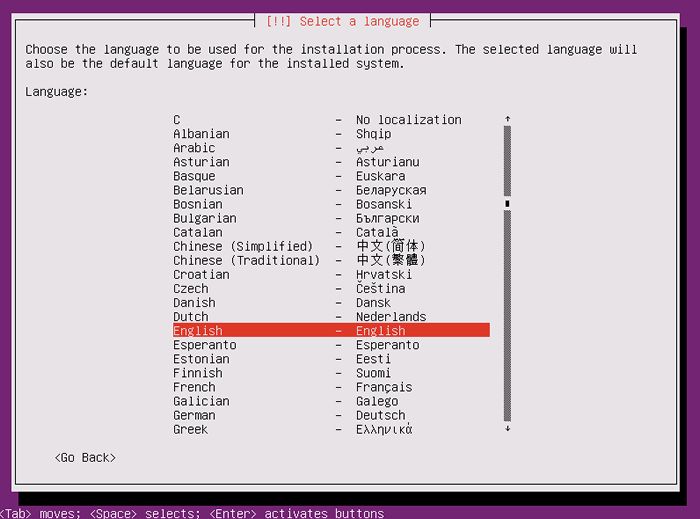 [!!] Select a language
Choose the language to be used for the installation process. The selected language will
also be the default language for the installed system.
Language:
C - No localization
Albanian - Shqip
Arabic - عربي
Asturian - Asturianu
Basque - Euskara
Belarusian - Беларуская
Bosnian - Bosanski
Bulgarian - Български
Catalan - Català
Chinese (Simplified) - 中文(简体)
Chinese (Traditional) - 中文(繁體)
Croatian - Hrvatski
Czech - Čeština
Danish - Dansk
Dutch - Nederlands
English - English
Esperanto - Esperanto
Estonian - Eesti
Finnish - Suomi
French - Français
Galician - Galego
German - Deutsch
Greek - Ελληνικά
<Go Back>
<Tab> moves; <Space> selects; <Enter> activates buttons